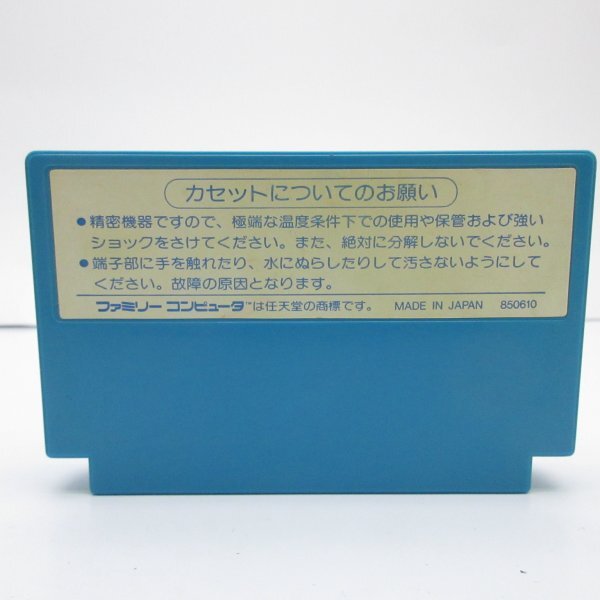 カセットについてのお願い
●精密機器ですので、極端な温度条件下での使用や保管および強い
ショックをさけてください。また、絶対に分解しないでください。
●端子部に手を触れたり、水にぬらしたりして汚さないようにして
ください。故障の原因となります。
ファミリー コンピュータ™は任天堂の商標です。 MADE IN JAPAN 850610